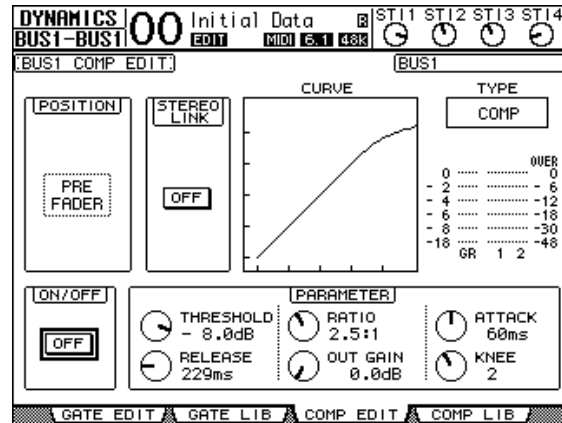 DYNAMICS 00 Initial Data R ST1 ST2 ST3 ST4
BUS1-BUS1 EDIT MIDI 6.1 48k
BUS1 COMP EDIT BUS1
POSITION
STEREO LINK
CURVE
TYPE
COMP
PRE FADER
OFF
OVER
0 0
- 2 - 6
- 4 -12
- 6 -18
- 8 -30
-18 -48
GR 1 2
ON/OFF
OFF
PARAMETER
THRESHOLD
- 8.0dB
RATIO
2.5:1
ATTACK
60ms
RELEASE
229ms
OUT GAIN
0.0dB
KNEE
2
GATE EDIT GATE LIB COMP EDIT COMP LIB